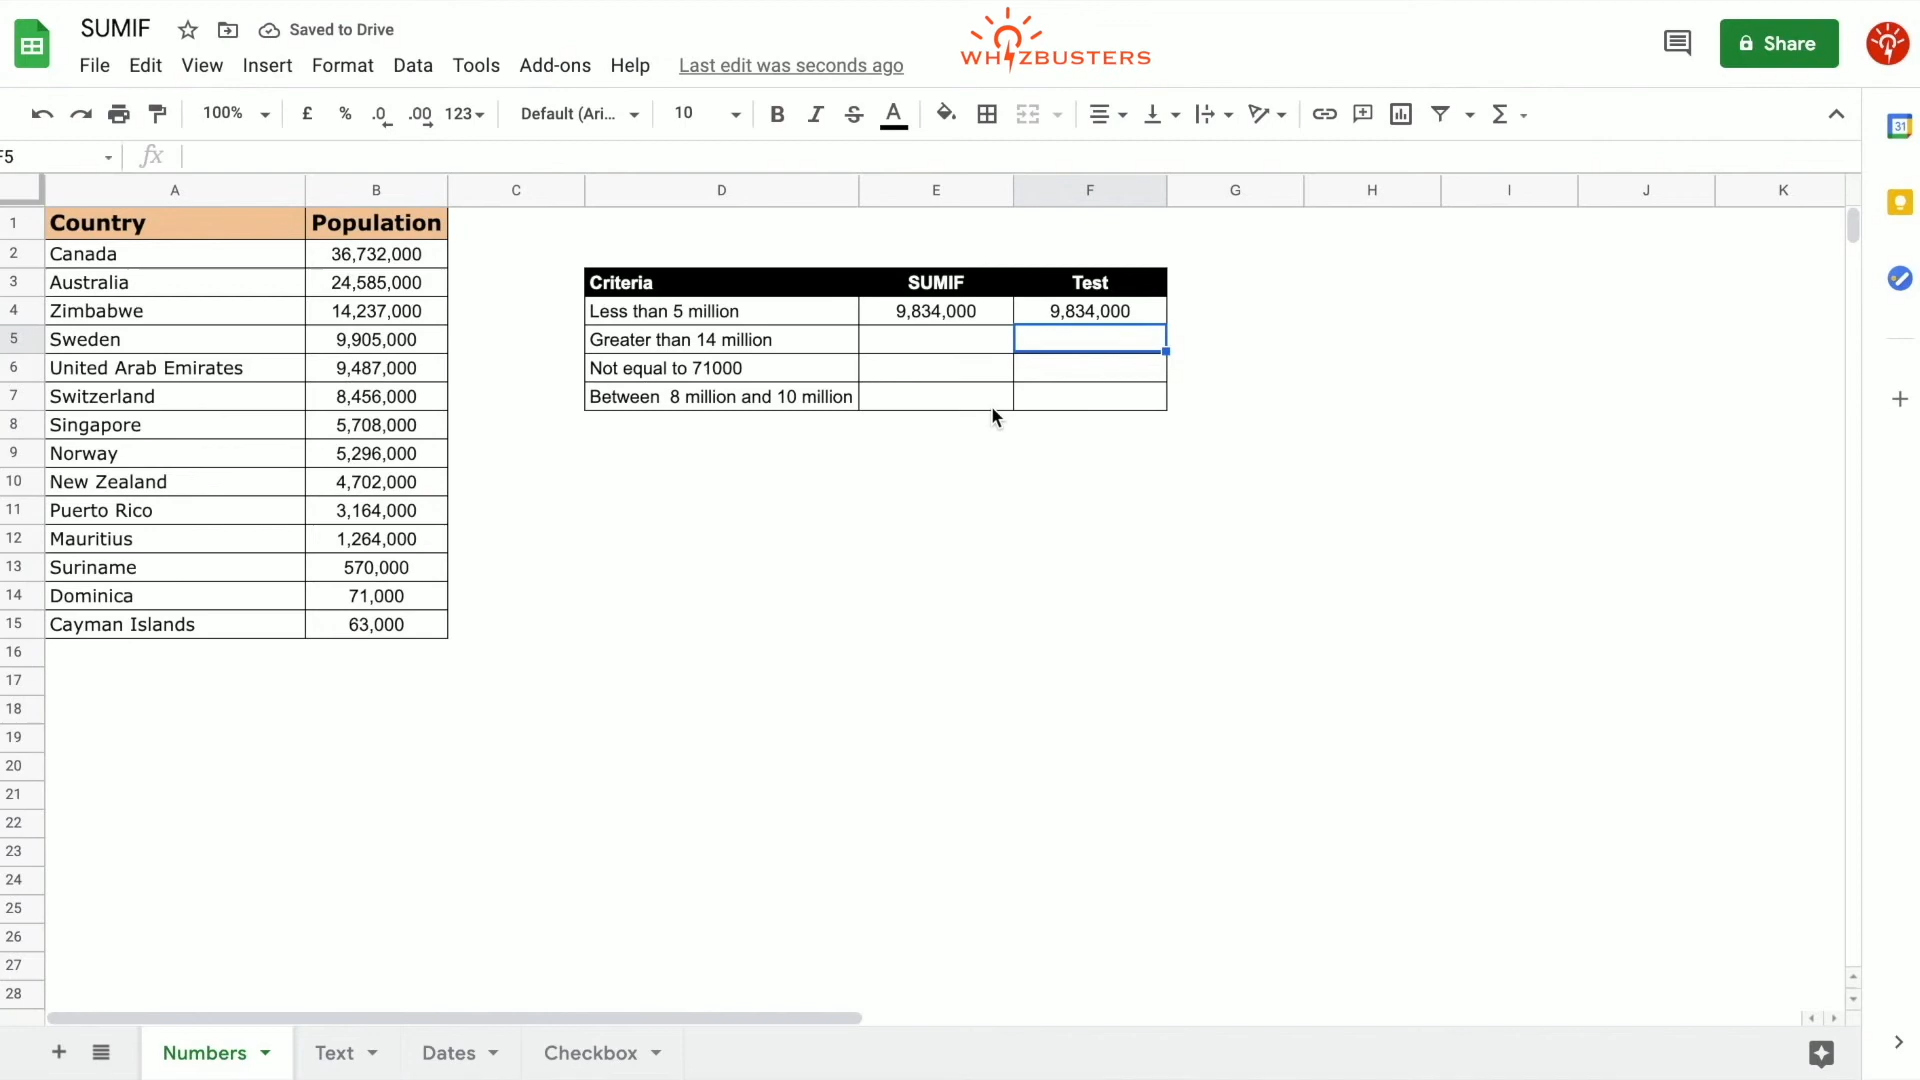 SUMIF Saved to Drive
WHIZBUSTERS
Share
File Edit View Insert Format Data Tools Add-ons Help Last edit was seconds ago
100% £ % .0 .00 123 Default (Ari... 10 B I S A Σ
31
F5 fx
A B C D E F G H I J K
1 Country Population
2 Canada 36,732,000
3 Australia 24,585,000 Criteria SUMIF Test
4 Zimbabwe 14,237,000 Less than 5 million 9,834,000 9,834,000
5 Sweden 9,905,000 Greater than 14 million
6 United Arab Emirates 9,487,000 Not equal to 71000
7 Switzerland 8,456,000 Between  8 million and 10 million
8 Singapore 5,708,000
9 Norway 5,296,000
10 New Zealand 4,702,000
11 Puerto Rico 3,164,000
12 Mauritius 1,264,000
13 Suriname 570,000
14 Dominica 71,000
15 Cayman Islands 63,000
16
17
18
19
20
21
22
23
24
25
26
27
28
Numbers Text Dates Checkbox